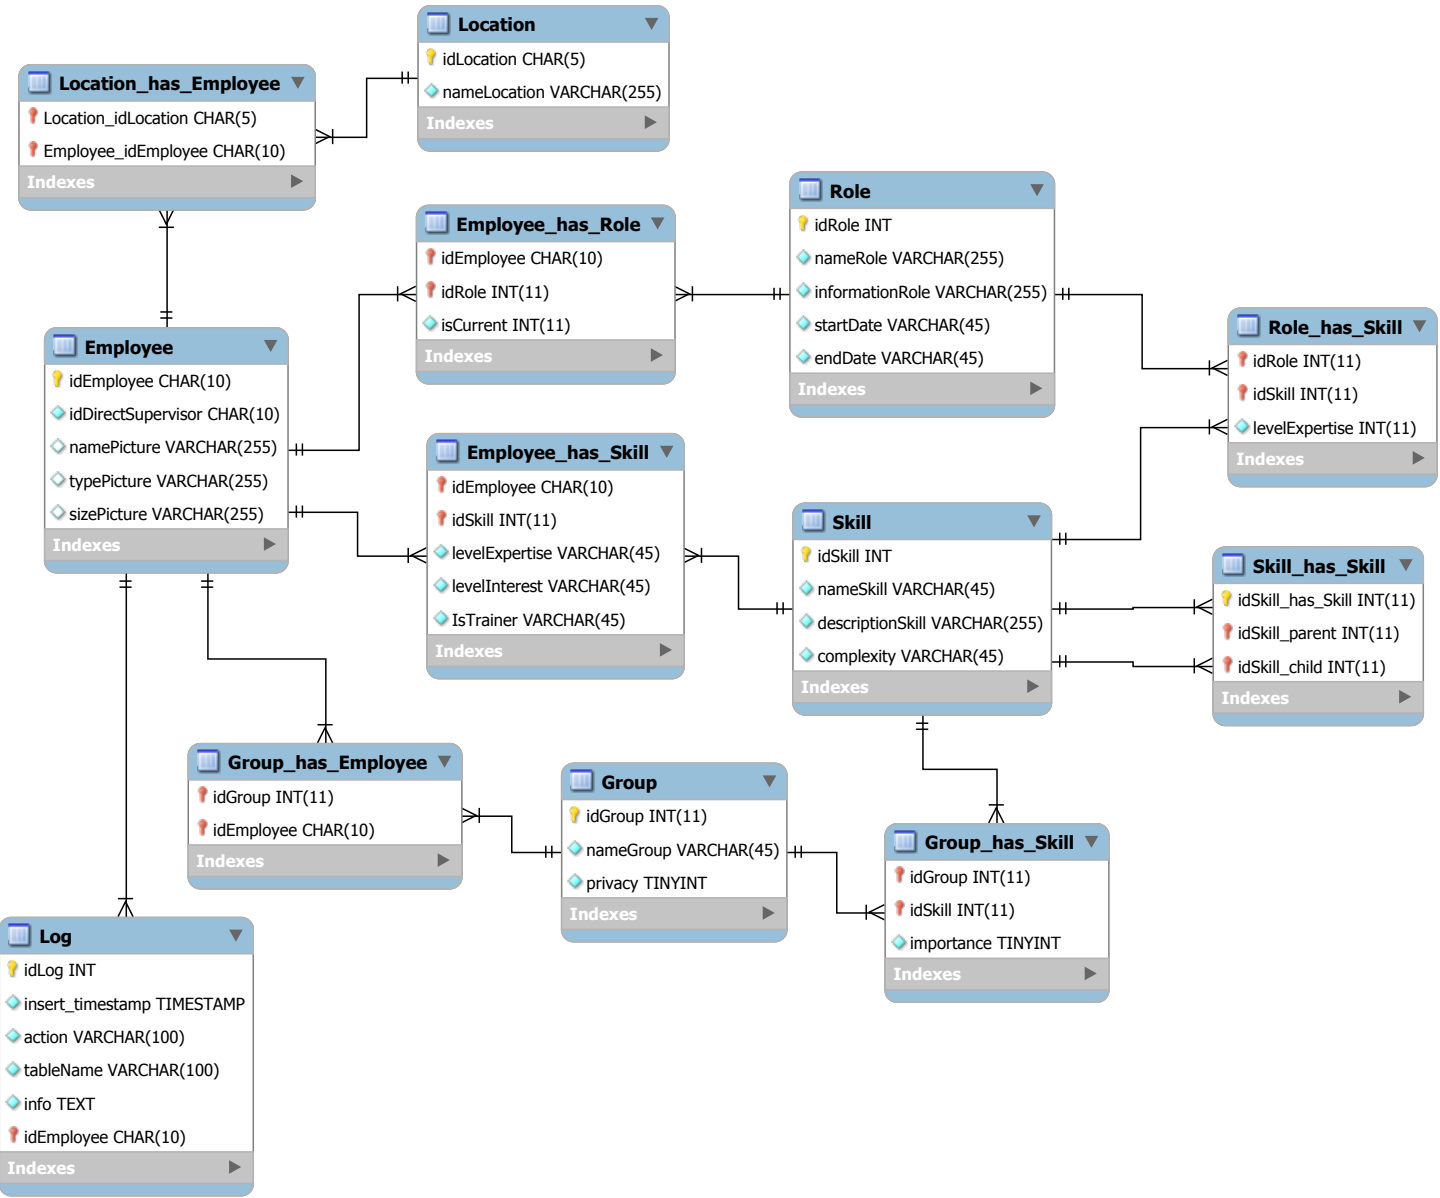 Location
idLocation CHAR(5)
nameLocation VARCHAR(255)
Indexes
Location_has_Employee
Location_idLocation CHAR(5)
Employee_idEmployee CHAR(10)
Indexes
Employee_has_Role
idEmployee CHAR(10)
idRole INT(11)
isCurrent INT(11)
Indexes
Role
idRole INT
nameRole VARCHAR(255)
informationRole VARCHAR(255)
startDate VARCHAR(45)
endDate VARCHAR(45)
Indexes
Role_has_Skill
idRole INT(11)
idSkill INT(11)
levelExpertise INT(11)
Indexes
Employee
idEmployee CHAR(10)
idDirectSupervisor CHAR(10)
namePicture VARCHAR(255)
typePicture VARCHAR(255)
sizePicture VARCHAR(255)
Indexes
Employee_has_Skill
idEmployee CHAR(10)
idSkill INT(11)
levelExpertise VARCHAR(45)
levelInterest VARCHAR(45)
IsTrainer VARCHAR(45)
Indexes
Skill
idSkill INT
nameSkill VARCHAR(45)
descriptionSkill VARCHAR(255)
complexity VARCHAR(45)
Indexes
Skill_has_Skill
idSkill_has_Skill INT(11)
idSkill_parent INT(11)
idSkill_child INT(11)
Indexes
Group_has_Employee
idGroup INT(11)
idEmployee CHAR(10)
Indexes
Group
idGroup INT(11)
nameGroup VARCHAR(45)
privacy TINYINT
Indexes
Group_has_Skill
idGroup INT(11)
idSkill INT(11)
importance TINYINT
Indexes
Log
idLog INT
insert_timestamp TIMESTAMP
action VARCHAR(100)
tableName VARCHAR(100)
info TEXT
idEmployee CHAR(10)
Indexes